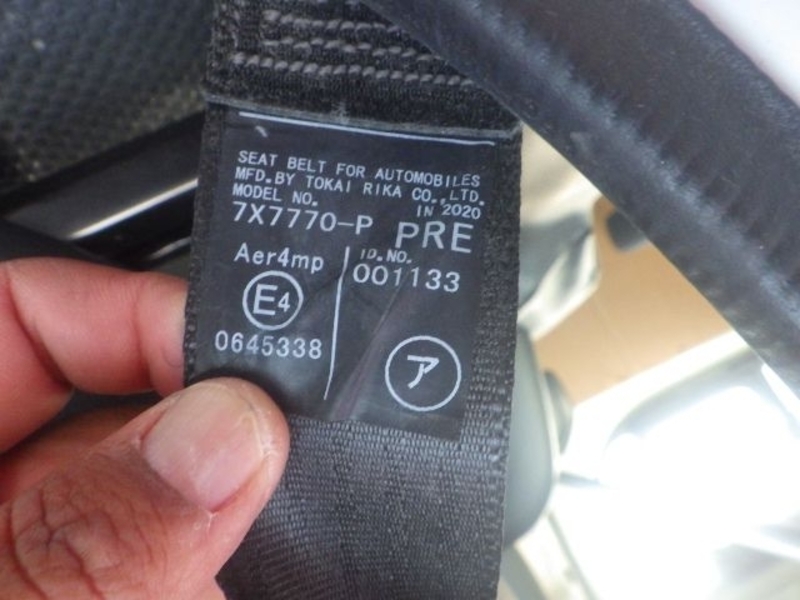 SEAT BELT FOR AUTOMOBILES
MFD.BY TOKAI RIKA CO.,LTD.
MODEL NO. IN 2020
7X7770-P PRE
Aer4mp
E4
0645338
ID.NO.
001133
ア